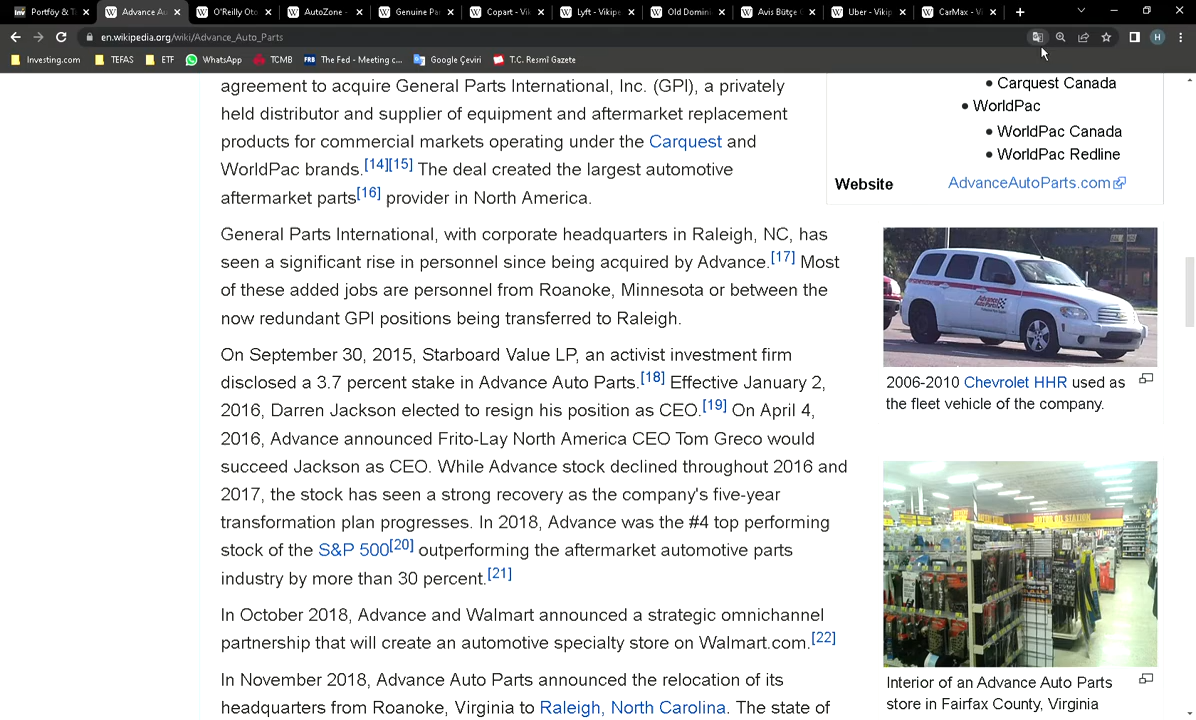 Portföy & T
Advance Au
O'Reilly Oto
AutoZone -
Genuine Pa
Copart - Vi
Lyft - Vikipe
Old Domini
Avis Bütçe
Uber - Vikip
CarMax - V
en.wikipedia.org/wiki/Advance_Auto_Parts
H
Investing.com
TEFAS
ETF
WhatsApp
TCMB
FRB The Fed - Meeting c...
Google Çeviri
T.C. Resmî Gazete
agreement to acquire General Parts International, Inc. (GPI), a privately
held distributor and supplier of equipment and aftermarket replacement
products for commercial markets operating under the Carquest and
WorldPac brands.[14][15] The deal created the largest automotive
aftermarket parts[16] provider in North America.
General Parts International, with corporate headquarters in Raleigh, NC, has
seen a significant rise in personnel since being acquired by Advance.[17] Most
of these added jobs are personnel from Roanoke, Minnesota or between the
now redundant GPI positions being transferred to Raleigh.
On September 30, 2015, Starboard Value LP, an activist investment firm
disclosed a 3.7 percent stake in Advance Auto Parts.[18] Effective January 2,
2016, Darren Jackson elected to resign his position as CEO.[19] On April 4,
2016, Advance announced Frito-Lay North America CEO Tom Greco would
succeed Jackson as CEO. While Advance stock declined throughout 2016 and
2017, the stock has seen a strong recovery as the company's five-year
transformation plan progresses. In 2018, Advance was the #4 top performing
stock of the S&P 500[20] outperforming the aftermarket automotive parts
industry by more than 30 percent.[21]
In October 2018, Advance and Walmart announced a strategic omnichannel
partnership that will create an automotive specialty store on Walmart.com.[22]
In November 2018, Advance Auto Parts announced the relocation of its
headquarters from Roanoke, Virginia to Raleigh, North Carolina. The state of
• Carquest Canada
• WorldPac
• WorldPac Canada
• WorldPac Redline
Website AdvanceAutoParts.com
Advance
Auto Parts
2006-2010 Chevrolet HHR used as
the fleet vehicle of the company.
Interior of an Advance Auto Parts
store in Fairfax County, Virginia